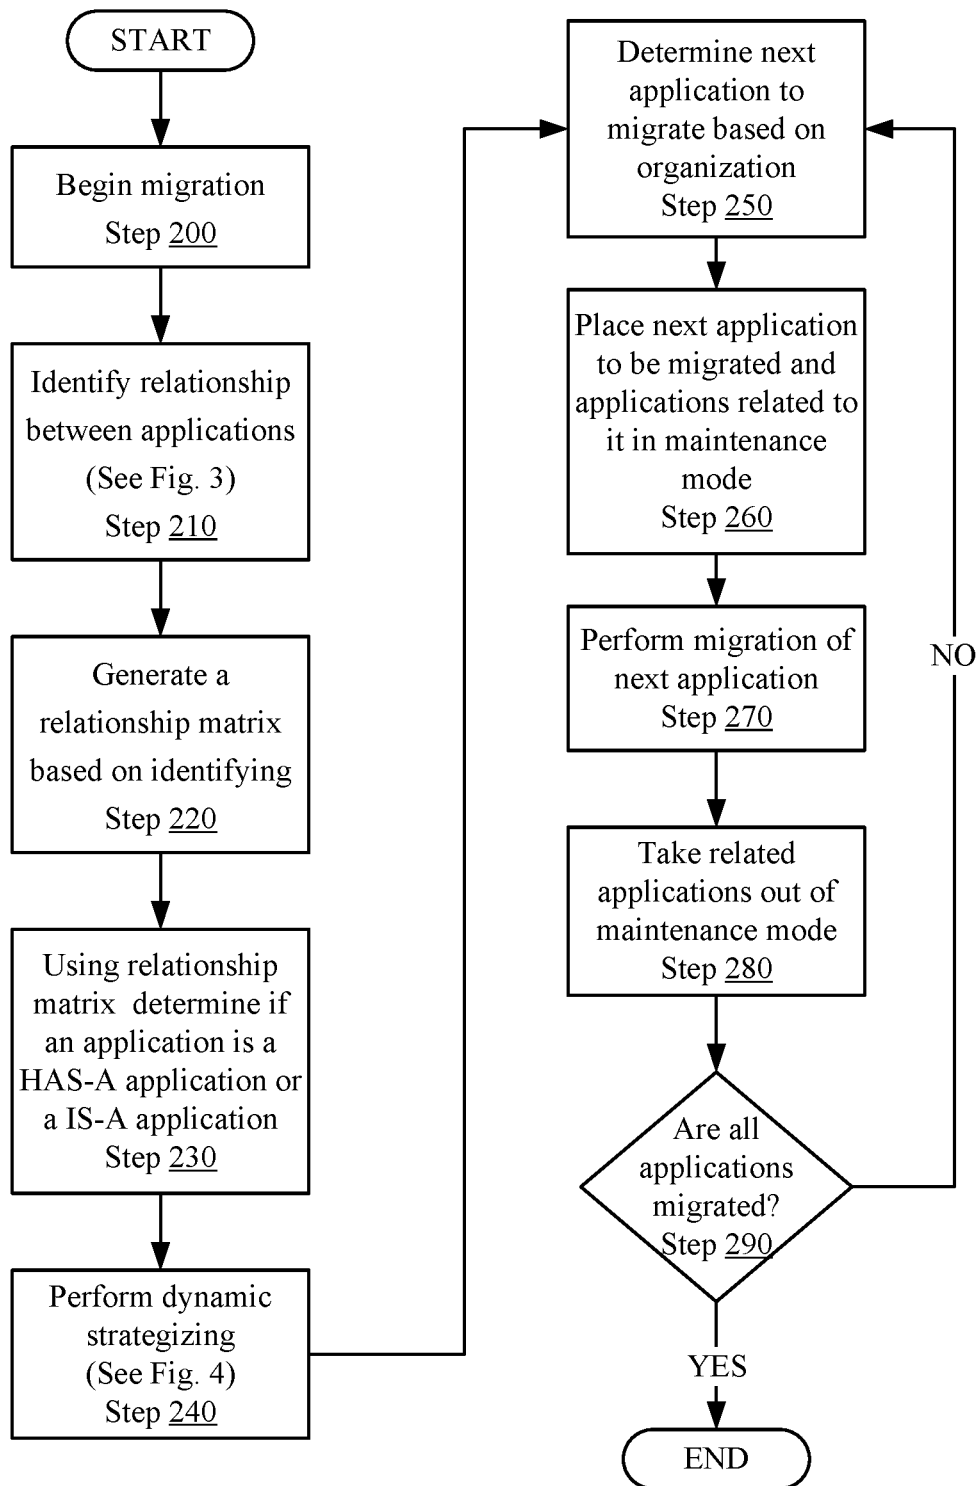 START
Begin migration
Step 200
Identify relationship
between applications
(See Fig. 3)
Step 210
Generate a
relationship matrix
based on identifying
Step 220
Using relationship
matrix determine if
an application is a
HAS-A application or
a IS-A application
Step 230
Perform dynamic
strategizing
(See Fig. 4)
Step 240
Determine next
application to
migrate based on
organization
Step 250
Place next application
to be migrated and
applications related to
it in maintenance
mode
Step 260
Perform migration of
next application
Step 270
Take related
applications out of
maintenance mode
Step 280
Are all
applications
migrated?
Step 290
NO
YES
END